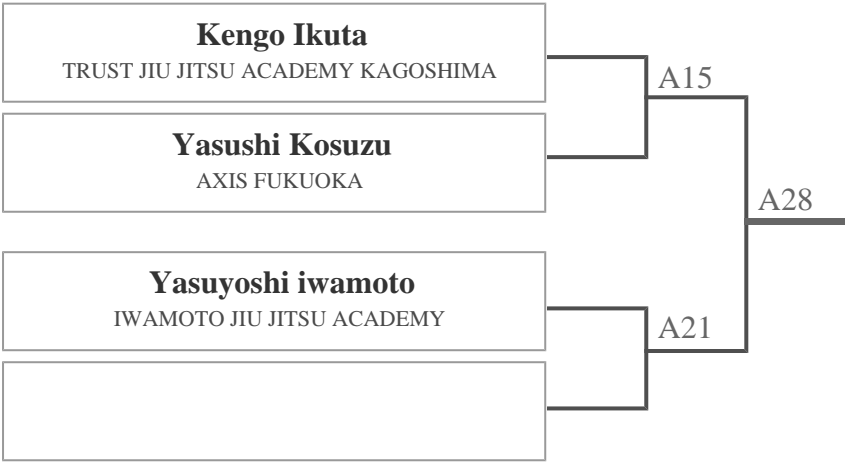 Kengo Ikuta
TRUST JIU JITSU ACADEMY KAGOSHIMA
A15
Yasushi Kosuzu
AXIS FUKUOKA
A28
Yasuyoshi iwamoto
IWAMOTO JIU JITSU ACADEMY
A21